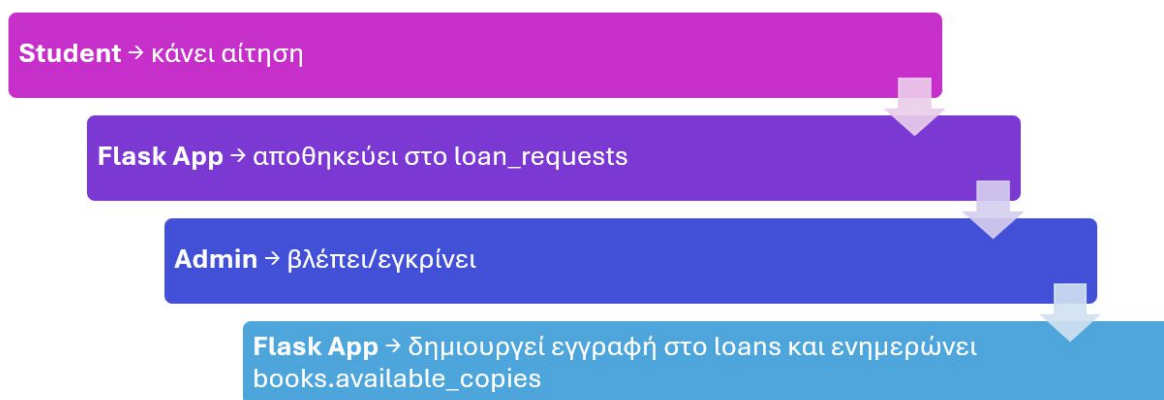 Student → κάνει αίτηση
Flask App → αποθηκεύει στο loan_requests
Admin → βλέπει/εγκρίνει
Flask App → δημιουργεί εγγραφή στο loans και ενημερώνει
books.available_copies